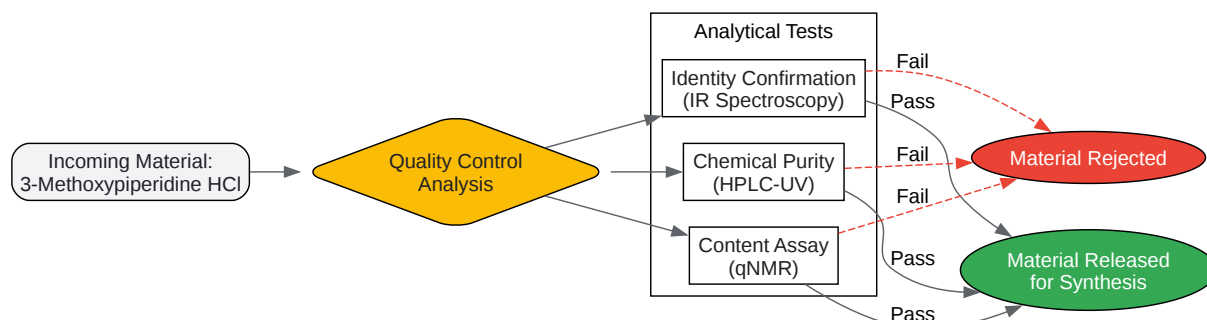 Incoming Material:
3-Methoxypiperidine HCl
Quality Control
Analysis
Analytical Tests
Identity Confirmation
(IR Spectroscopy)
Chemical Purity
(HPLC-UV)
Content Assay
(qNMR)
Fail
Pass
Fail
Fail
Pass
Pass
Material Rejected
Material Released
for Synthesis